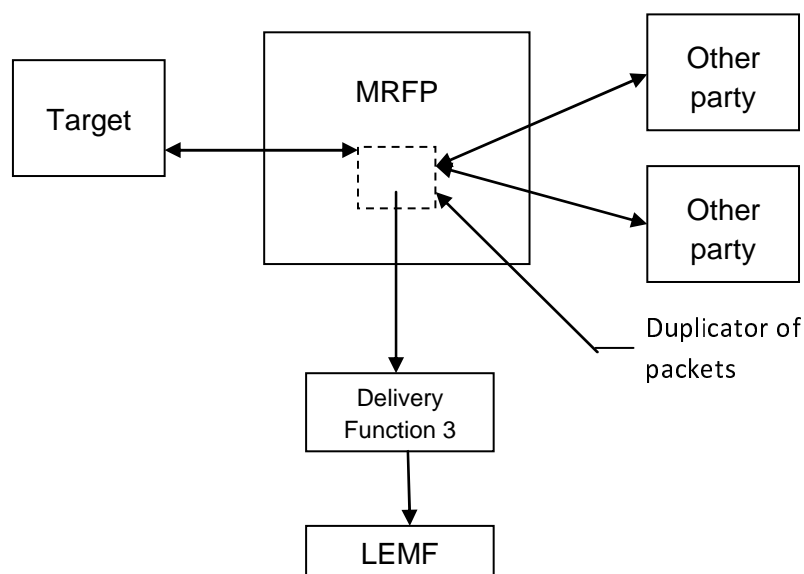 Target
MRFP
Other
party
Other
party
Duplicator of
packets
Delivery
Function 3
LEMF